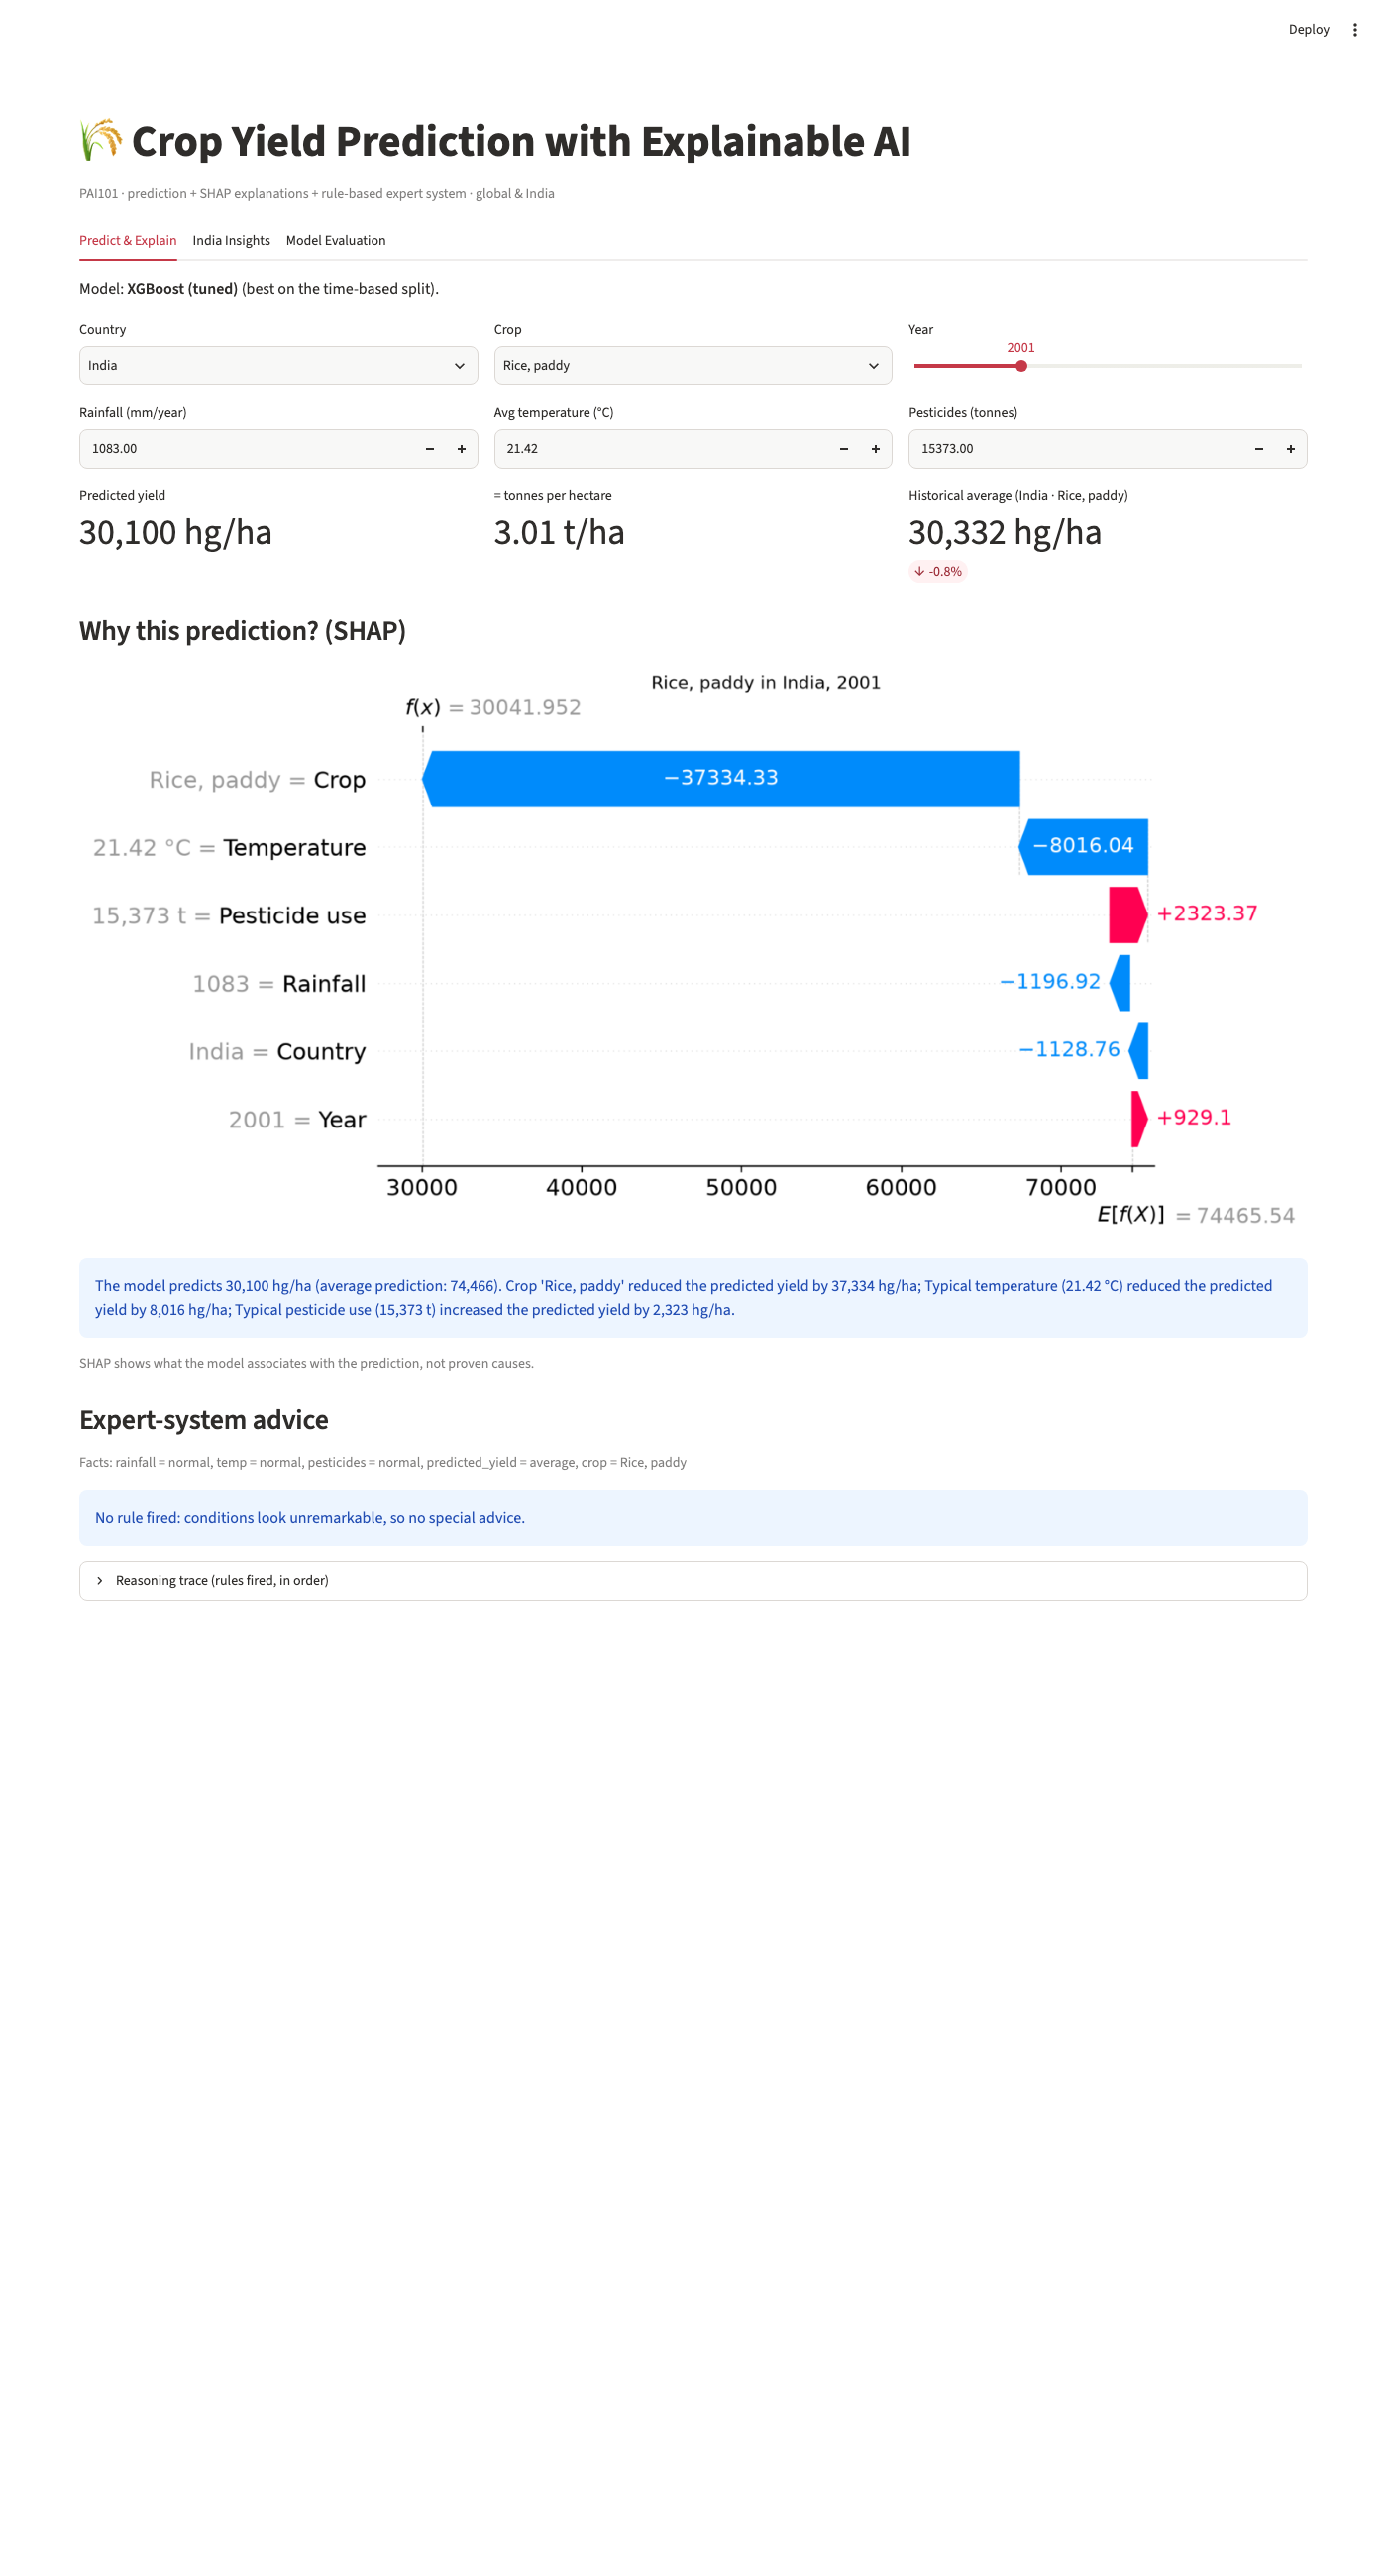 Deploy
Crop Yield Prediction with Explainable AI
PAI101 · prediction + SHAP explanations + rule-based expert system · global & India
Predict & Explain India Insights Model Evaluation
Model: XGBoost (tuned) (best on the time-based split).
Country Crop Year
2001
India Rice, paddy
Rainfall (mm/year) Avg temperature (°C) Pesticides (tonnes)
1083.00 − + 21.42 − + 15373.00 − +
Predicted yield = tonnes per hectare Historical average (India · Rice, paddy)
30,100 hg/ha 3.01 t/ha 30,332 hg/ha
↓ -0.8%
Why this prediction? (SHAP)
Rice, paddy in India, 2001
f(x) = 30041.952
Rice, paddy = Crop −37334.33
21.42 °C = Temperature −8016.04
15,373 t = Pesticide use +2323.37
1083 = Rainfall −1196.92
India = Country −1128.76
2001 = Year +929.1
30000 40000 50000 60000 70000
E[f(X)] = 74465.54
The model predicts 30,100 hg/ha (average prediction: 74,466). Crop 'Rice, paddy' reduced the predicted yield by 37,334 hg/ha; Typical temperature (21.42 °C) reduced the predicted
yield by 8,016 hg/ha; Typical pesticide use (15,373 t) increased the predicted yield by 2,323 hg/ha.
SHAP shows what the model associates with the prediction, not proven causes.
Expert-system advice
Facts: rainfall = normal, temp = normal, pesticides = normal, predicted_yield = average, crop = Rice, paddy
No rule fired: conditions look unremarkable, so no special advice.
Reasoning trace (rules fired, in order)